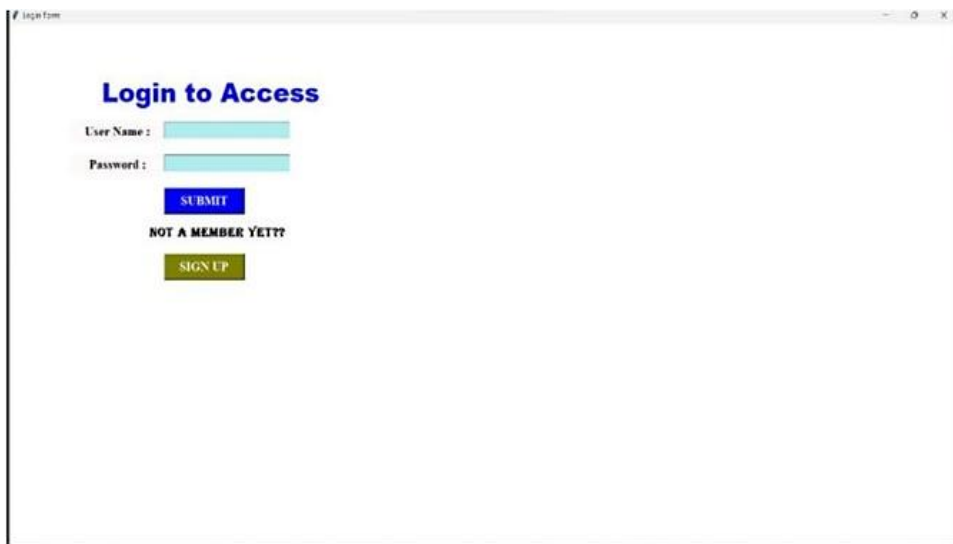 Login Form
Login to Access
User Name :
Password :
SUBMIT
NOT A MEMBER YET??
SIGN UP